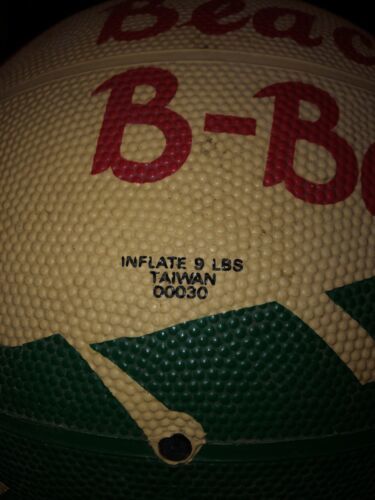 Beac
B-B
INFLATE 9 LBS
TAIWAN
00030